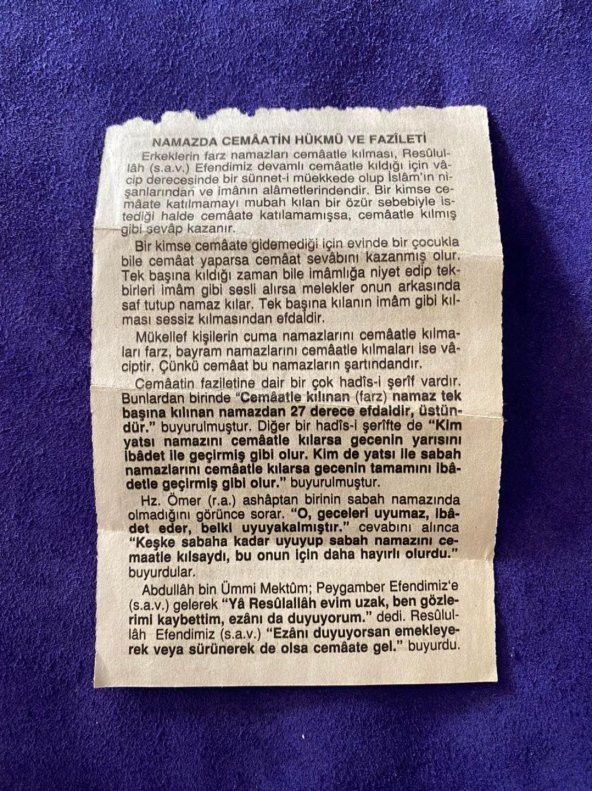 NAMAZDA CEMÂATİN HÜKMÜ VE FAZİLETİ
Erkeklerin farz namazları cemâatle kılması, Resûlul-
lâh (s.a.v.) Efendimiz devamlı cemâatle kıldığı için vâ-
cip derecesinde bir sünnet-i müekkede olup İslâm'ın ni-
şanlarından ve imânın alâmetlerindendir. Bir kimse ce-
mâate katılmamayı mubah kılan bir özür sebebiyle is-
tediği halde cemâate katılamamışsa, cemâatle kılmış
gibi sevâp kazanır.
Bir kimse cemâate gidemediği için evinde bir çocukla
bile cemâat yaparsa cemâat sevâbını kazanmış olur.
Tek başına kıldığı zaman bile imâmlığa niyet edip tek-
birleri imâm gibi sesli alırsa melekler onun arkasında
saf tutup namaz kılar. Tek başına kılanın imâm gibi kıl-
ması sessiz kılmasından efdaldir.
Mükellef kişilerin cuma namazlarını cemâatle kılma-
ları farz, bayram namazlarını cemâatle kılmaları ise vâ-
ciptir. Çünkü cemâat bu namazların şartındandır.
Cemâatin faziletine dair bir çok hadîs-i şerîf vardır.
Bunlardan birinde "Cemâatle kılınan (farz) namaz tek
başına kılınan namazdan 27 derece efdaldir, üstün-
dür." buyurulmuştur. Diğer bir hadîs-i şerîfte de "Kim
yatsı namazını cemâatle kılarsa gecenin yarısını
ibâdet ile geçirmiş gibi olur. Kim de yatsı ile sabah
namazlarını cemâatle kılarsa gecenin tamamını ibâ-
detle geçirmiş gibi olur." buyurulmuştur.
Hz. Ömer (r.a.) ashâptan birinin sabah namazında
olmadığını görünce sorar. "O, geceleri uyumaz, ibâ-
det eder, belki uyuyakalmıştır." cevabını alınca
"Keşke sabaha kadar uyuyup sabah namazını ce-
maatle kılsaydı, bu onun için daha hayırlı olurdu."
buyurdular.
Abdullâh bin Ümmi Mektûm; Peygamber Efendimiz'e
(s.a.v.) gelerek "Yâ Resûlallâh evim uzak, ben gözle-
rimi kaybettim, ezânı da duyuyorum." dedi. Resûlul-
lâh Efendimiz (s.a.v.) "Ezânı duyuyorsan emekleye-
rek veya sürünerek de olsa cemâate gel." buyurdu.